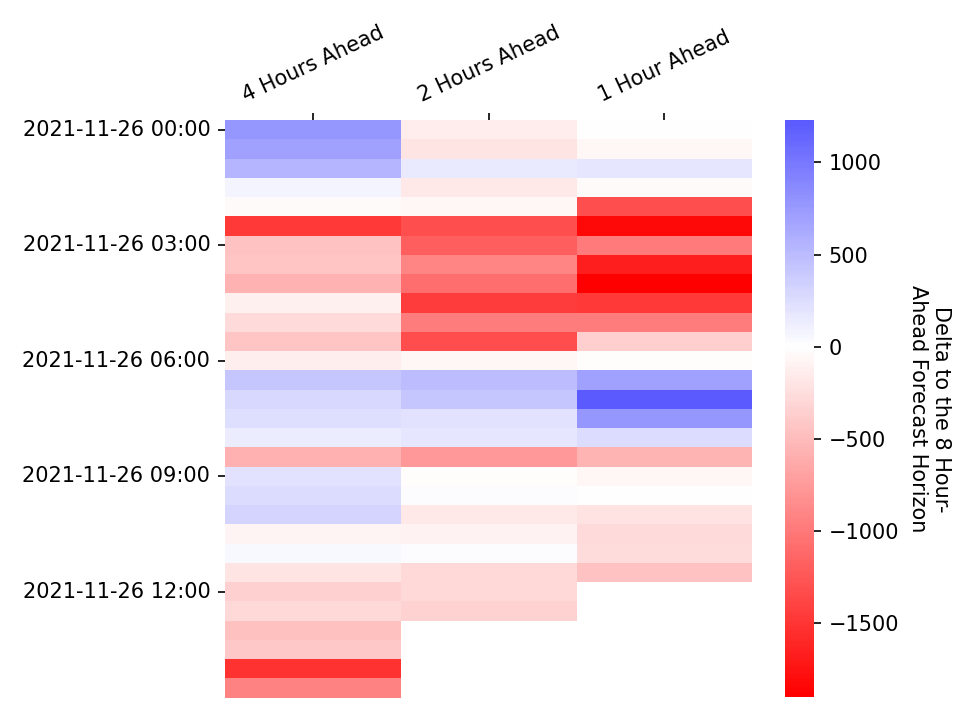 4 Hours Ahead
2 Hours Ahead
1 Hour Ahead
2021-11-26 00:00
2021-11-26 03:00
2021-11-26 06:00
2021-11-26 09:00
2021-11-26 12:00
1000
500
0
−500
−1000
−1500
Delta to the 8 Hour-
Ahead Forecast Horizon